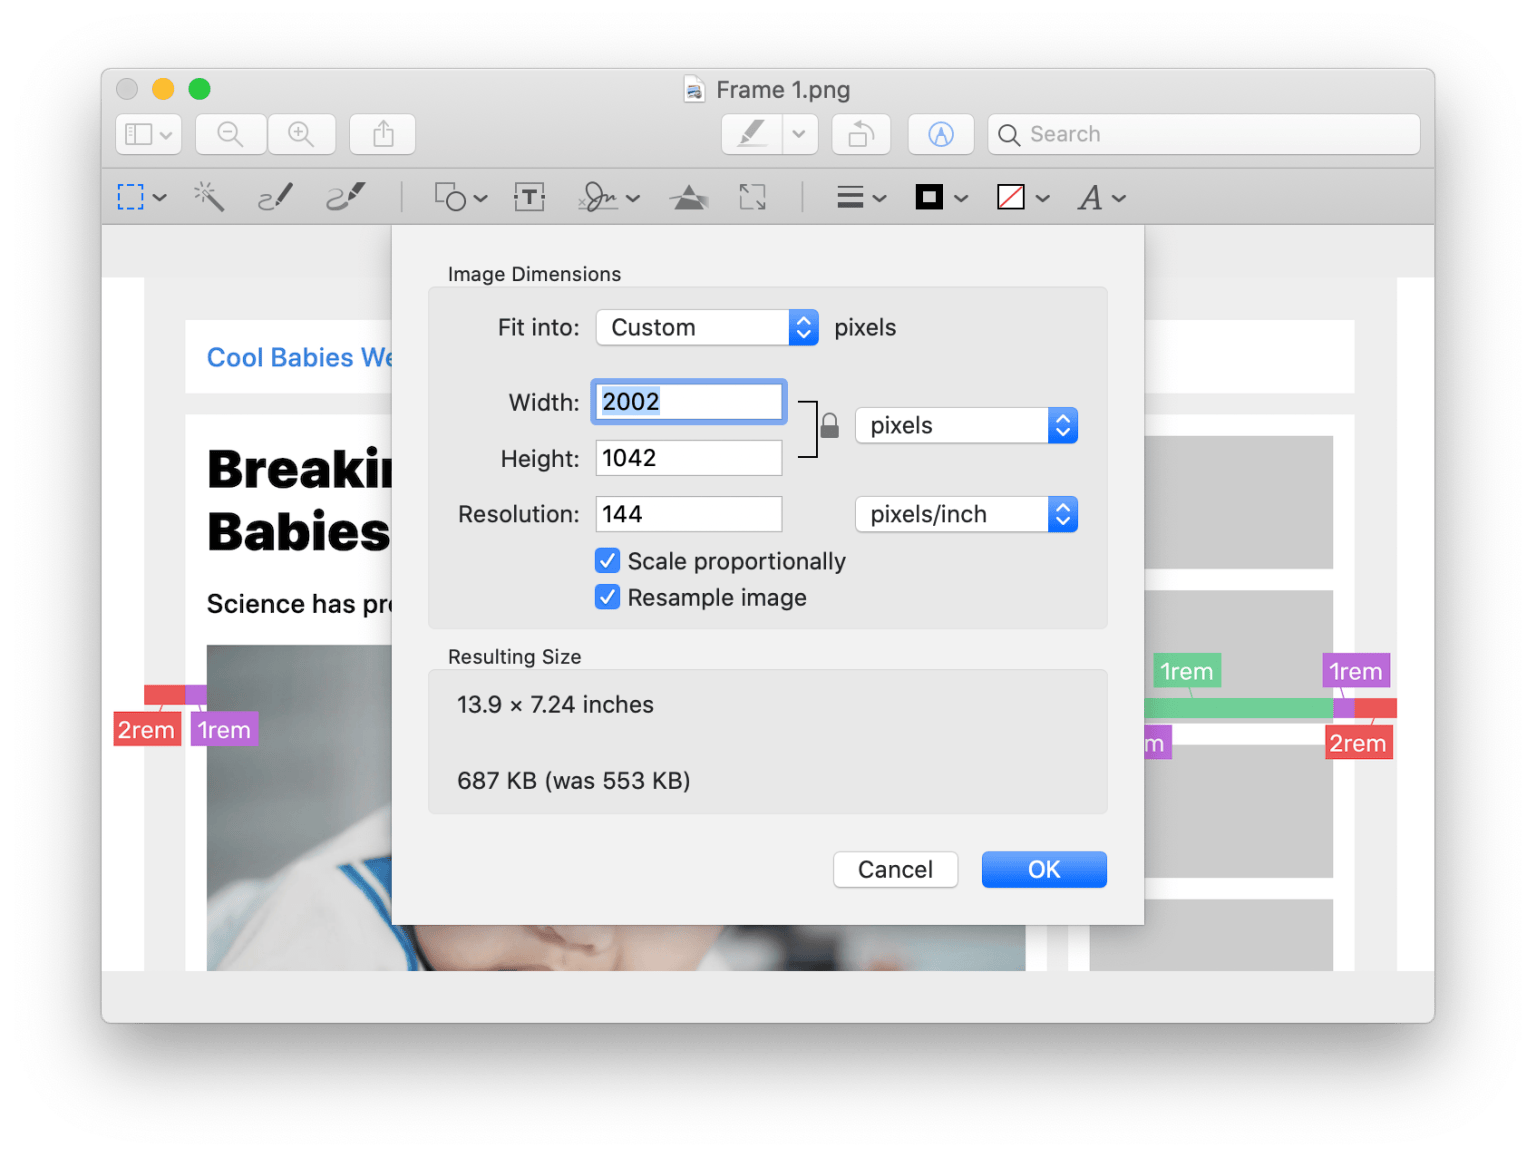 Frame 1.png
Search
Image Dimensions
Fit into: Custom pixels
Cool Babies We
Width: 2002
pixels
Height: 1042
Breakin
Resolution: 144 pixels/inch
Babies
Scale proportionally
Resample image
Science has pro
Resulting Size
1rem 1rem
13.9 × 7.24 inches
2rem 1rem
m 2rem
687 KB (was 553 KB)
Cancel OK